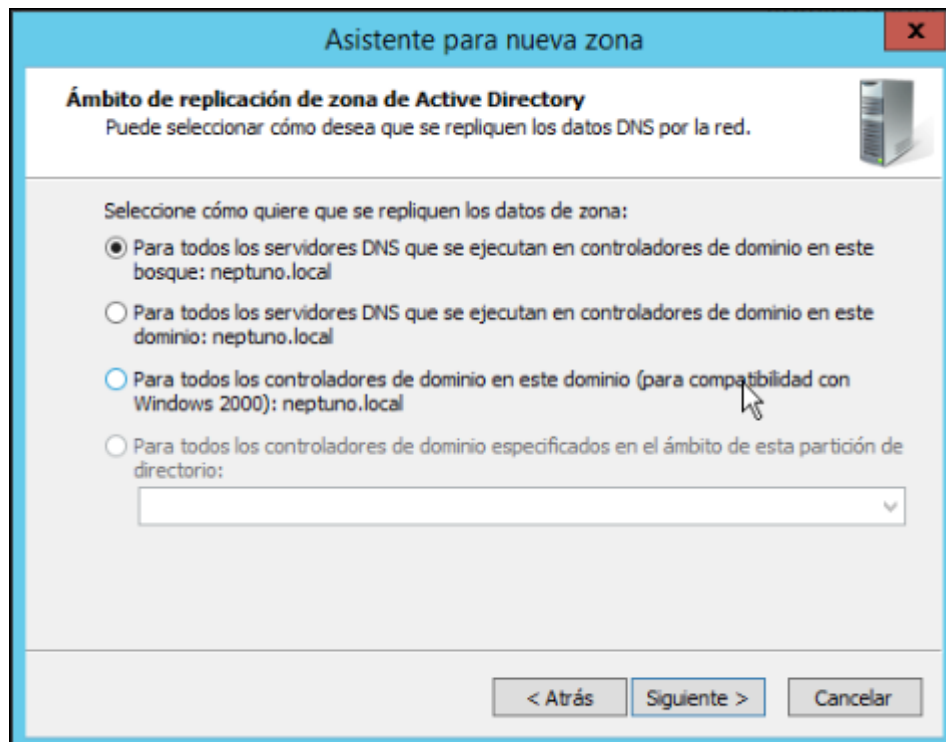 Asistente para nueva zona
x
Ámbito de replicación de zona de Active Directory
Puede seleccionar cómo desea que se repliquen los datos DNS por la red.
Seleccione cómo quiere que se repliquen los datos de zona:
Para todos los servidores DNS que se ejecutan en controladores de dominio en este
bosque: neptuno.local
Para todos los servidores DNS que se ejecutan en controladores de dominio en este
dominio: neptuno.local
Para todos los controladores de dominio en este dominio (para compatibilidad con
Windows 2000): neptuno.local
Para todos los controladores de dominio especificados en el ámbito de esta partición de
directorio:
< Atrás Siguiente > Cancelar